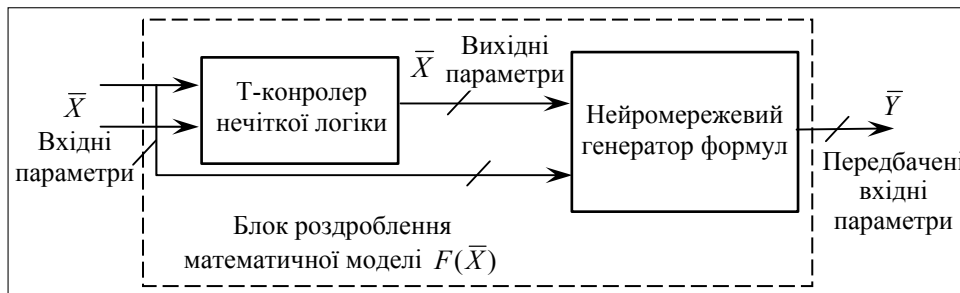 X̅
Вхідні
параметри
Т-конролер
нечіткої логіки
X̅
Вихідні
параметри
Нейромережевий
генератор формул
Y̅
Передбачені
вхідні
параметри
Блок роздроблення
математичної моделі F(X̅)